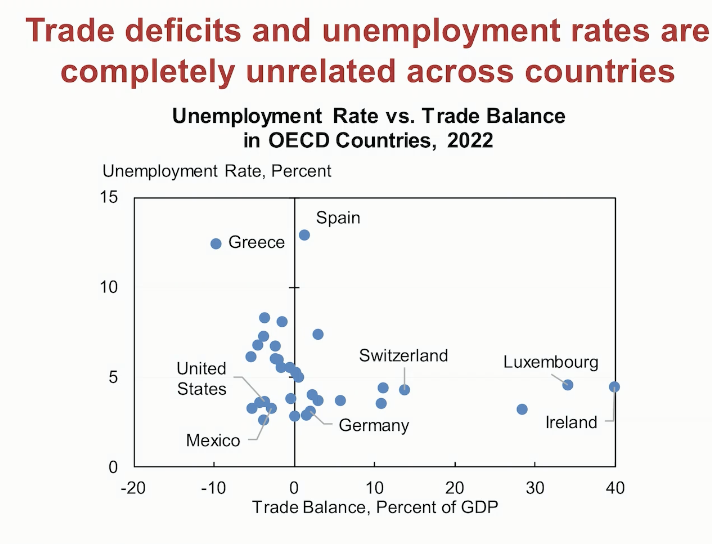 Trade deficits and unemployment rates are
completely unrelated across countries
Unemployment Rate vs. Trade Balance
in OECD Countries, 2022
Unemployment Rate, Percent
15
Spain
Greece
10
Switzerland
Luxembourg
United
States
5
Ireland
Germany
Mexico
0
-20 -10 0 10 20 30 40
Trade Balance, Percent of GDP